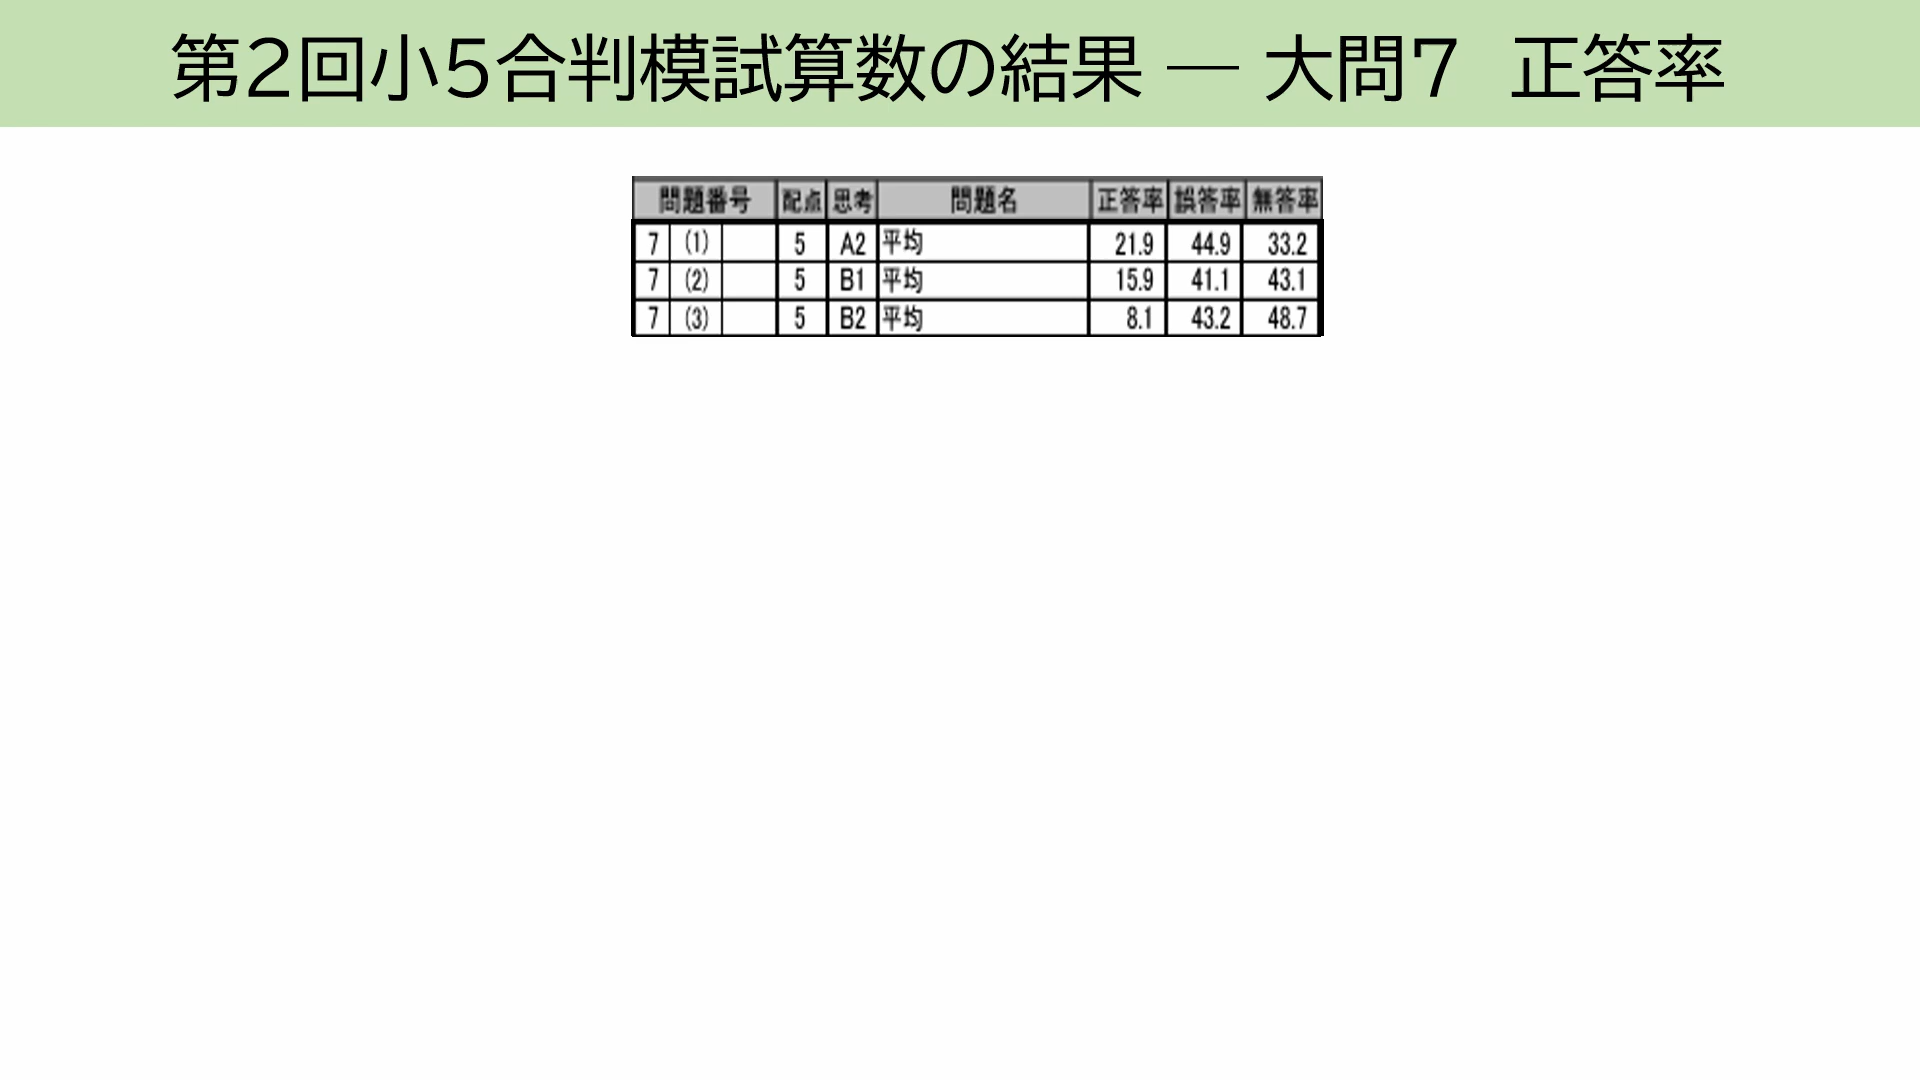 第2回小5合判模試算数の結果 ― 大問7 正答率
問題番号 配点 思考 問題名 正答率 誤答率 無答率
7 (1) 5 A2 平均 21.9 44.9 33.2
7 (2) 5 B1 平均 15.9 41.1 43.1
7 (3) 5 B2 平均 8.1 43.2 48.7